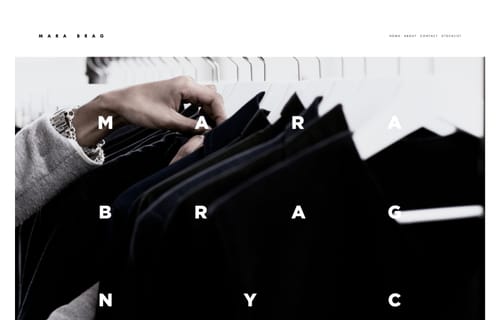 MARA BRAG
HOME ABOUT CONTACT STOCKIST
M A R A
B R A G
N Y C